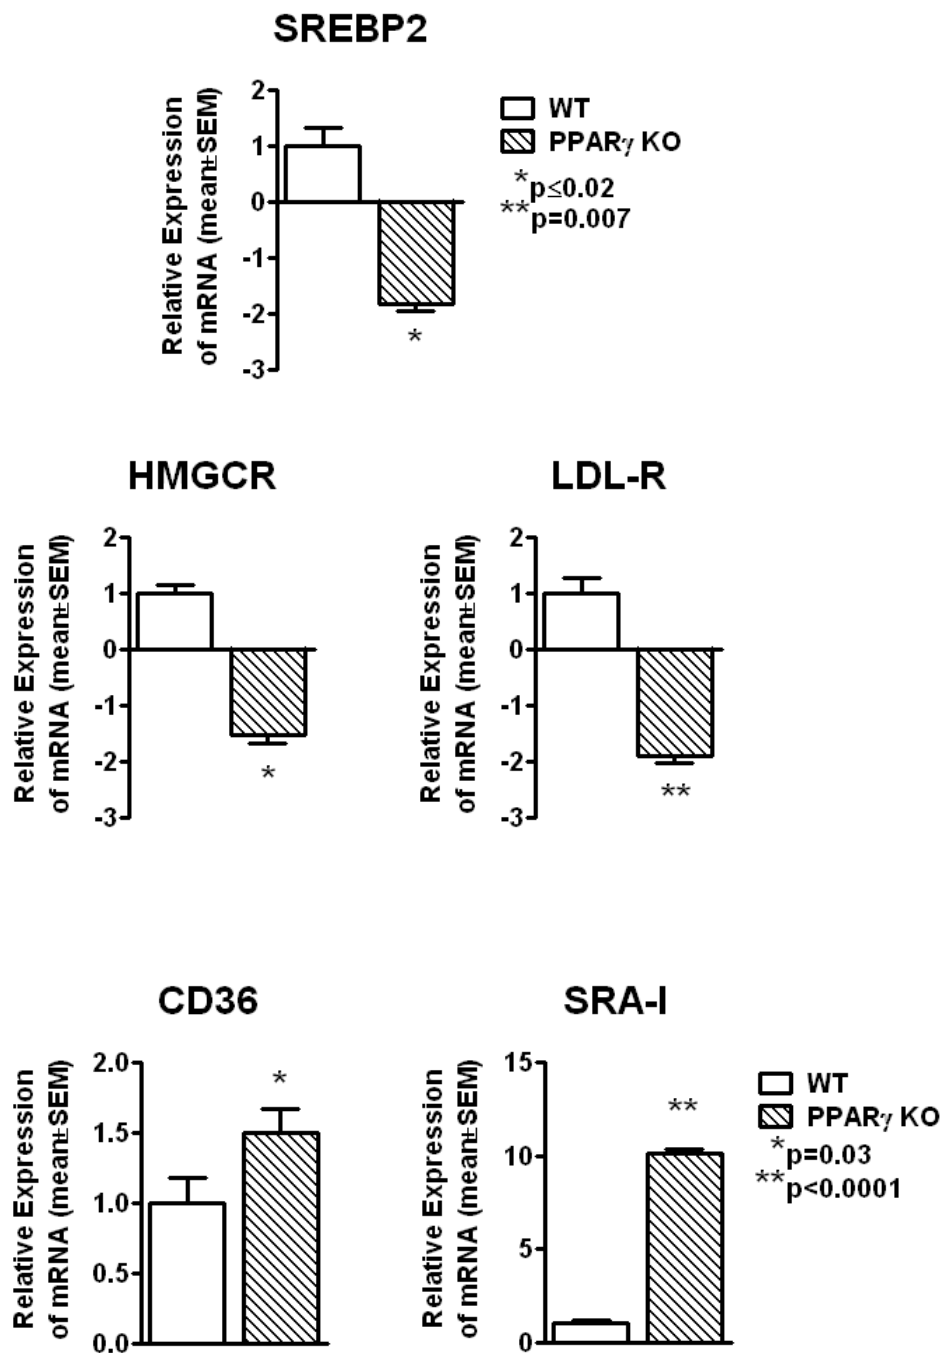 SREBP2
Relative Expression
of mRNA (mean±SEM)
2
1
0
-1
-2
-3
*
WT
PPARγ KO
*p≤0.02
**p=0.007
HMGCR
Relative Expression
of mRNA (mean±SEM)
2
1
0
-1
-2
-3
*
LDL-R
Relative Expression
of mRNA (mean±SEM)
2
1
0
-1
-2
-3
**
CD36
Relative Expression
of mRNA (mean±SEM)
2.0
1.5
1.0
0.5
0.0
*
SRA-I
Relative Expression
of mRNA (mean±SEM)
15
10
5
0
**
WT
PPARγ KO
*p=0.03
**p<0.0001